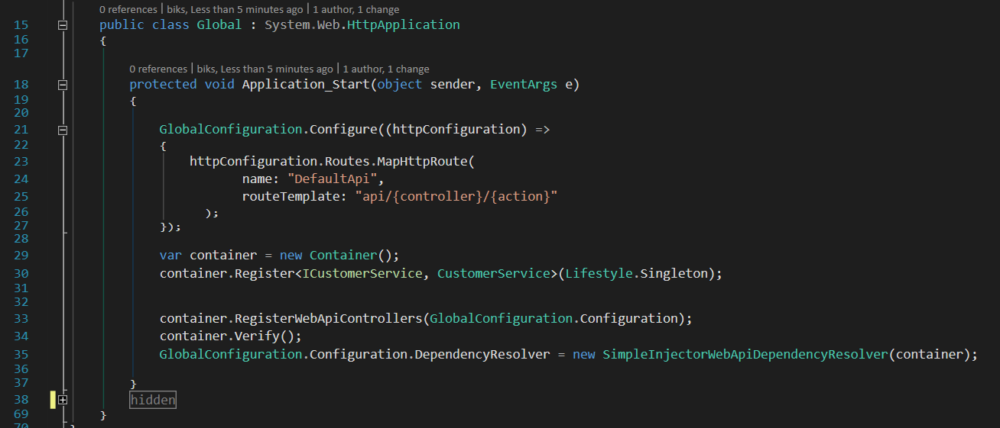 0 references | biks, Less than 5 minutes ago | 1 author, 1 change
15 public class Global : System.Web.HttpApplication
16 {
17
0 references | biks, Less than 5 minutes ago | 1 author, 1 change
18 protected void Application_Start(object sender, EventArgs e)
19 {
20
21 GlobalConfiguration.Configure((httpConfiguration) =>
22 {
23 httpConfiguration.Routes.MapHttpRoute(
24 name: "DefaultApi",
25 routeTemplate: "api/{controller}/{action}"
26 );
27 });
28
29 var container = new Container();
30 container.Register<ICustomerService, CustomerService>(Lifestyle.Singleton);
31
32
33 container.RegisterWebApiControllers(GlobalConfiguration.Configuration);
34 container.Verify();
35 GlobalConfiguration.Configuration.DependencyResolver = new SimpleInjectorWebApiDependencyResolver(container);
36
37 }
38 hidden
69 }
70 }